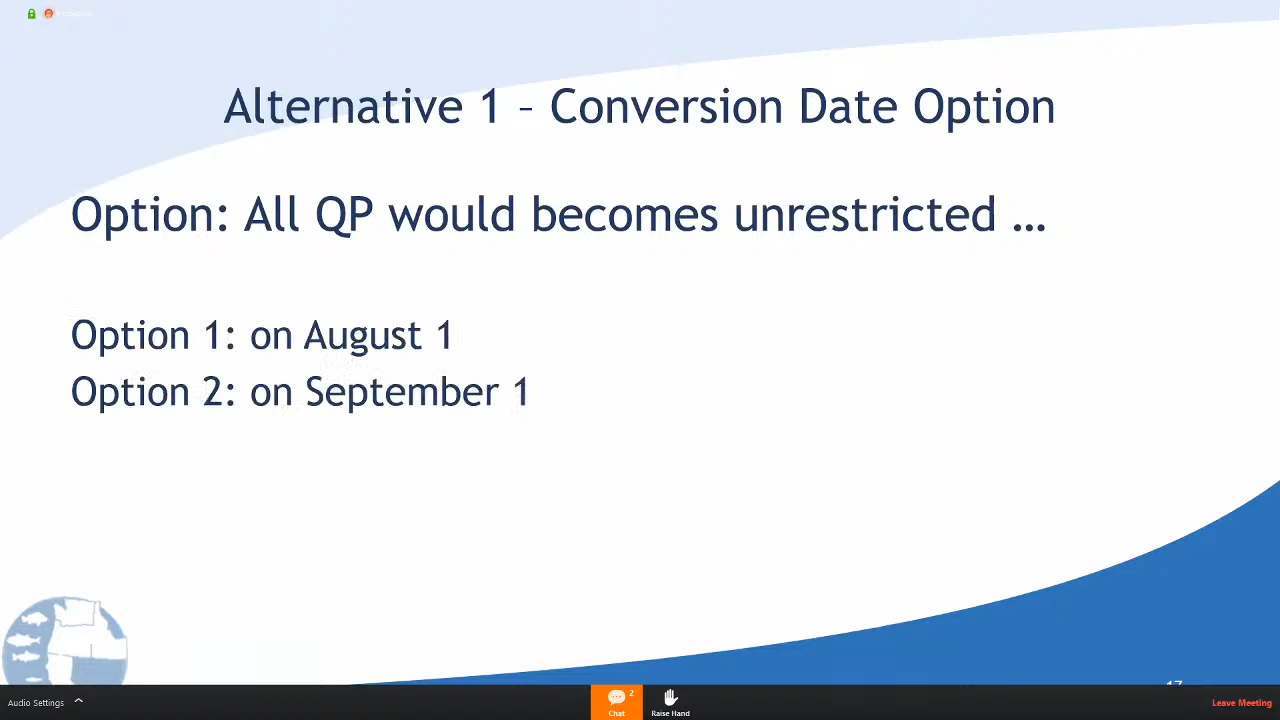 Alternative 1 – Conversion Date Option
Option: All QP would becomes unrestricted …
Option 1: on August 1
Option 2: on September 1
Audio Settings
2
Chat
Raise Hand
Leave Meeting